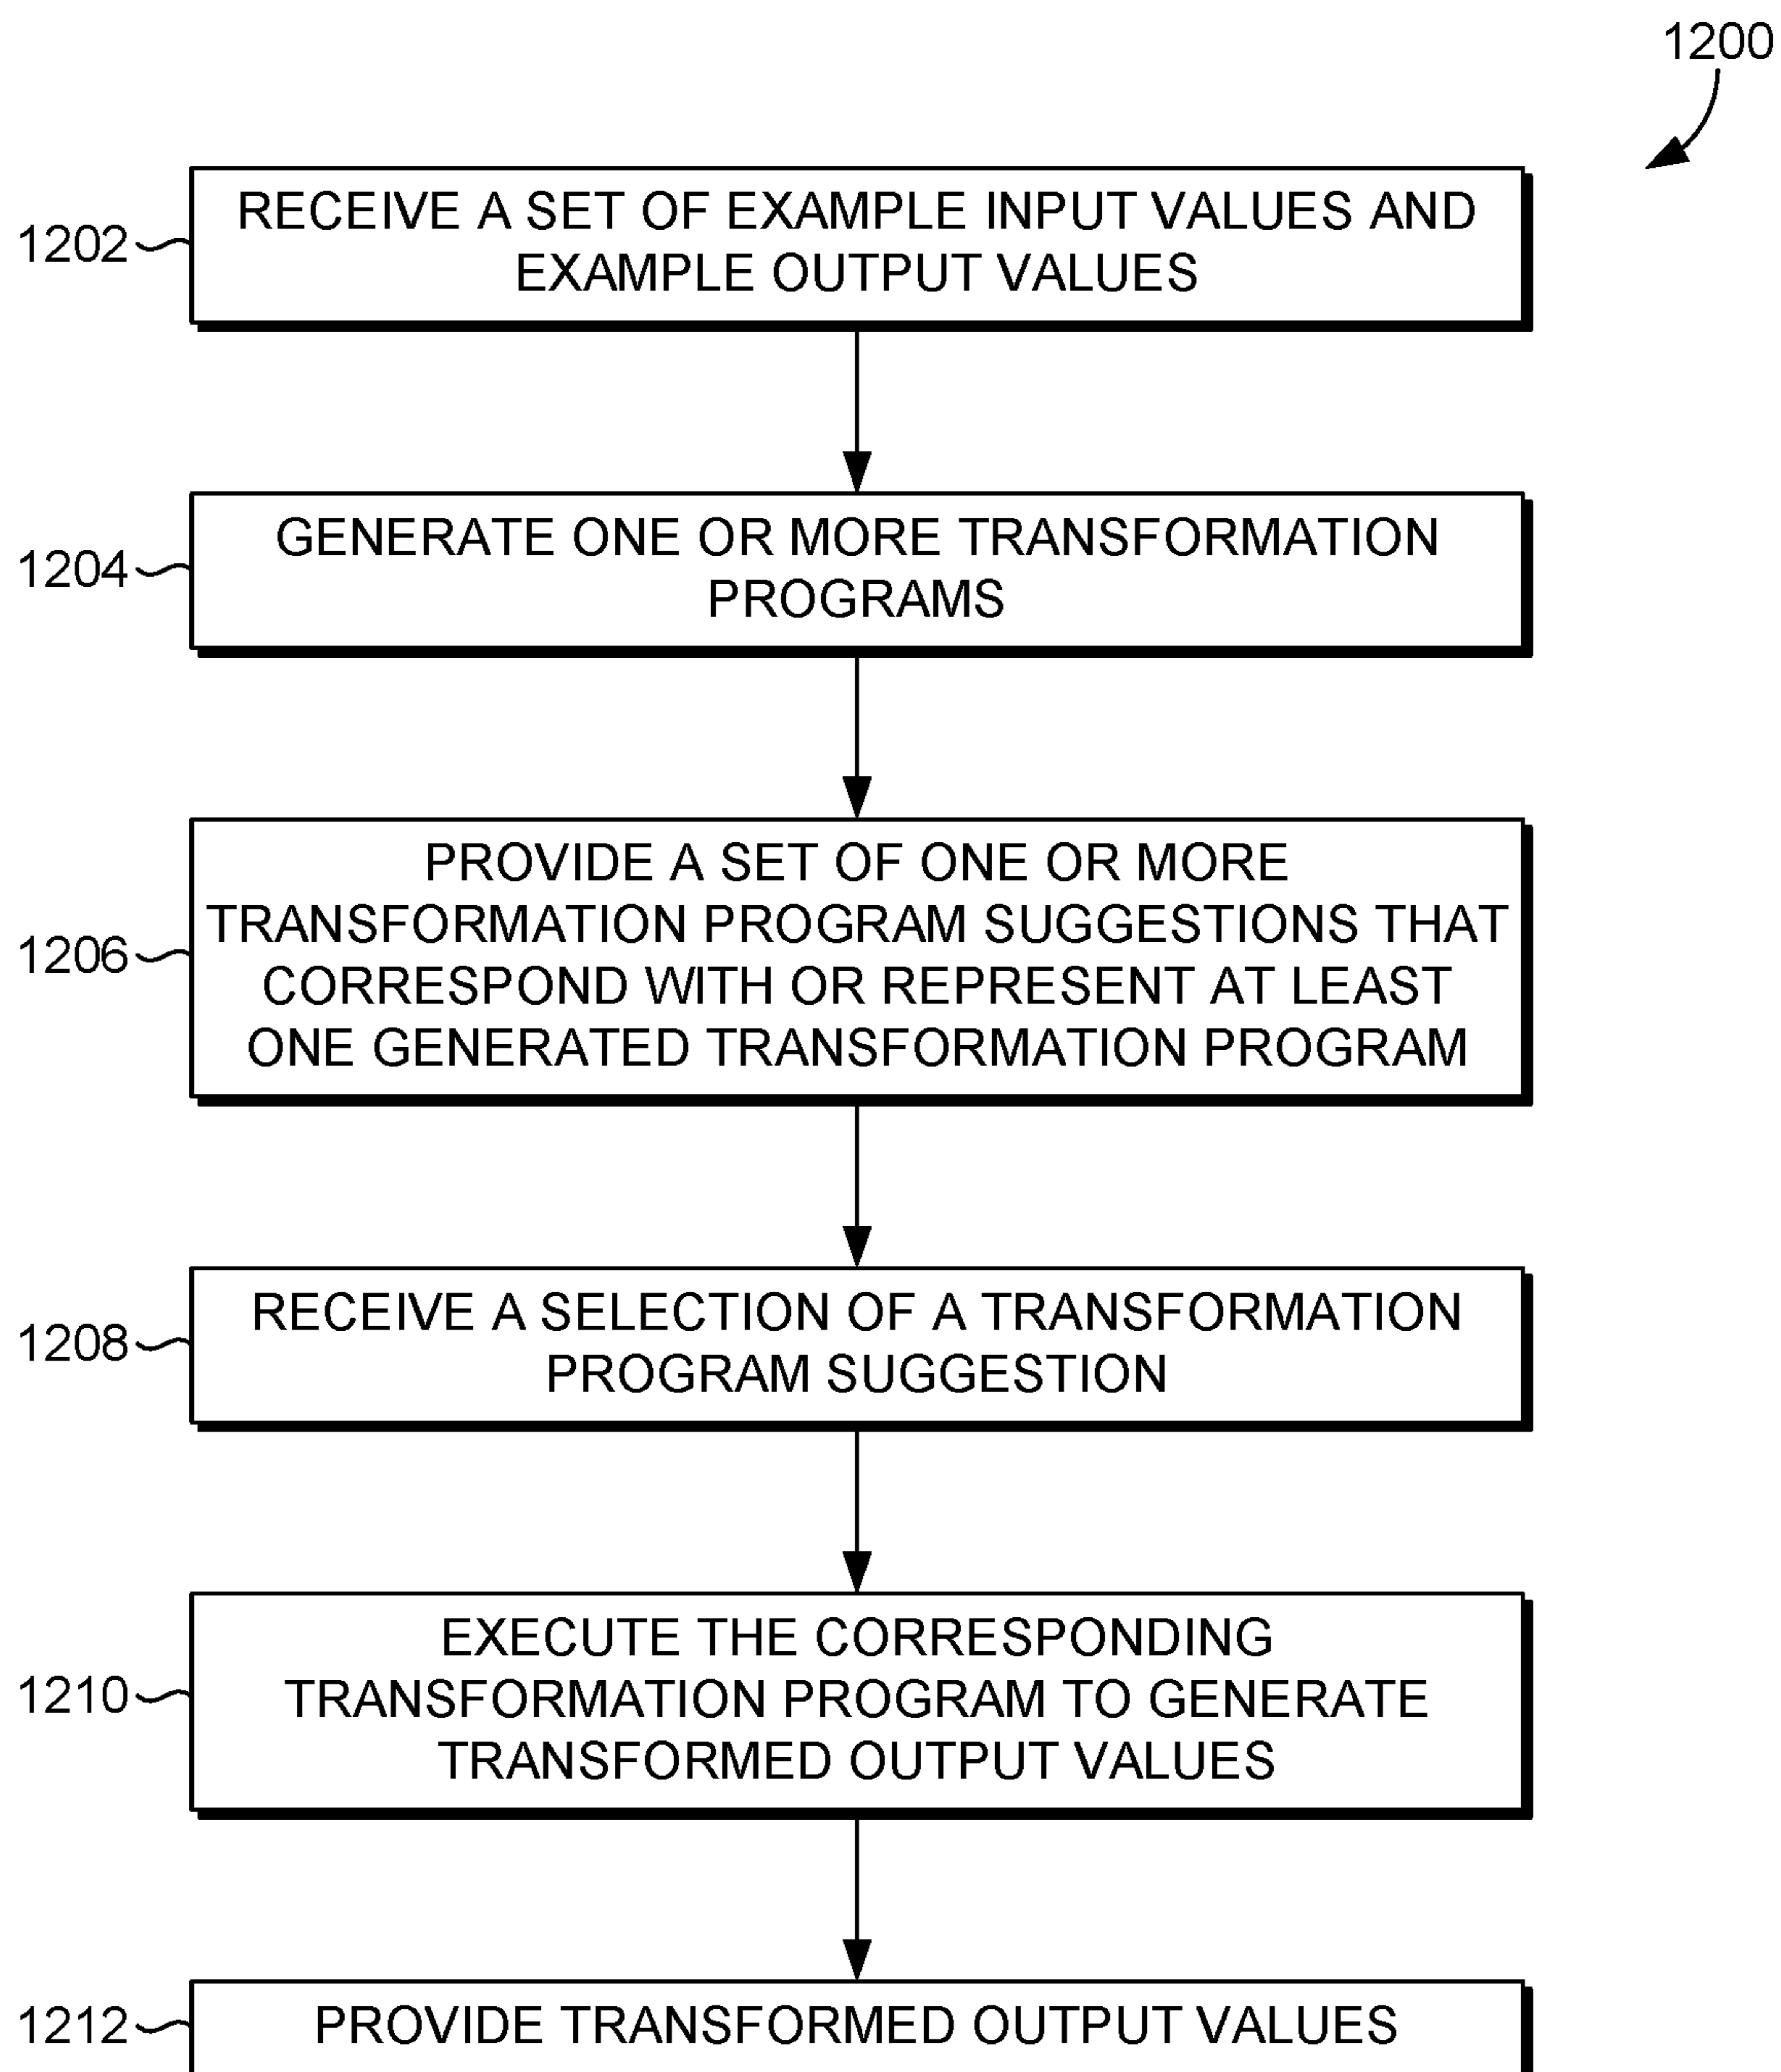 1200
1202
RECEIVE A SET OF EXAMPLE INPUT VALUES AND
EXAMPLE OUTPUT VALUES
1204
GENERATE ONE OR MORE TRANSFORMATION
PROGRAMS
1206
PROVIDE A SET OF ONE OR MORE
TRANSFORMATION PROGRAM SUGGESTIONS THAT
CORRESPOND WITH OR REPRESENT AT LEAST
ONE GENERATED TRANSFORMATION PROGRAM
1208
RECEIVE A SELECTION OF A TRANSFORMATION
PROGRAM SUGGESTION
1210
EXECUTE THE CORRESPONDING
TRANSFORMATION PROGRAM TO GENERATE
TRANSFORMED OUTPUT VALUES
1212
PROVIDE TRANSFORMED OUTPUT VALUES